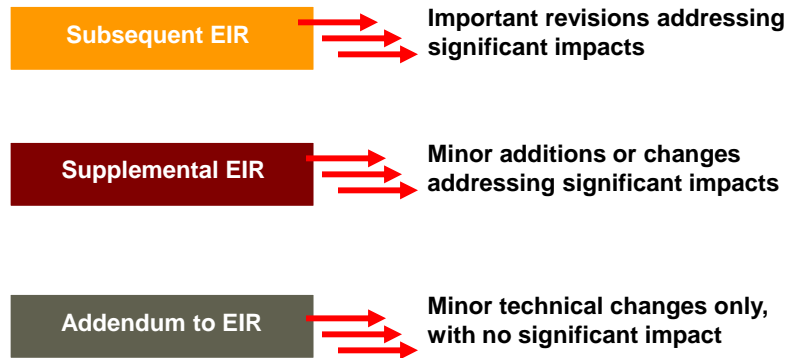 Subsequent EIR
Important revisions addressing
significant impacts
Supplemental EIR
Minor additions or changes
addressing significant impacts
Addendum to EIR
Minor technical changes only,
with no significant impact